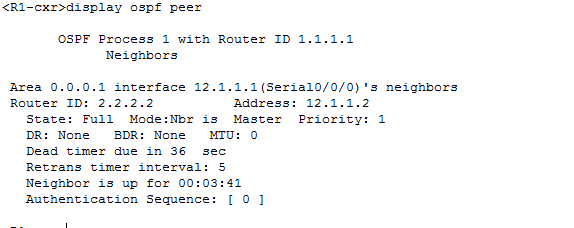 <R1-cxr>display ospf peer
OSPF Process 1 with Router ID 1.1.1.1
Neighbors
Area 0.0.0.1 interface 12.1.1.1(Serial0/0/0)'s neighbors
Router ID: 2.2.2.2 Address: 12.1.1.2
State: Full Mode:Nbr is Master Priority: 1
DR: None BDR: None MTU: 0
Dead timer due in 36 sec
Retrans timer interval: 5
Neighbor is up for 00:03:41
Authentication Sequence: [ 0 ]